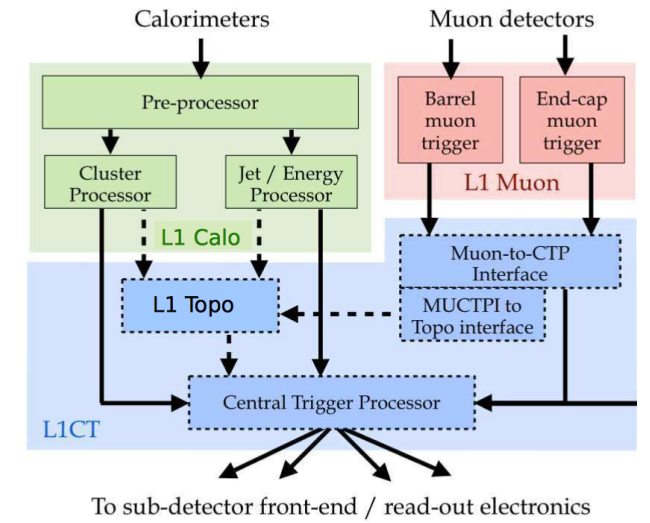 Calorimeters
Muon detectors
Pre-processor
Barrel
muon
trigger
End-cap
muon
trigger
Cluster
Processor
Jet / Energy
Processor
L1 Muon
L1 Calo
Muon-to-CTP
Interface
L1 Topo
MUCTPI to
Topo interface
Central Trigger Processor
L1CT
To sub-detector front-end / read-out electronics